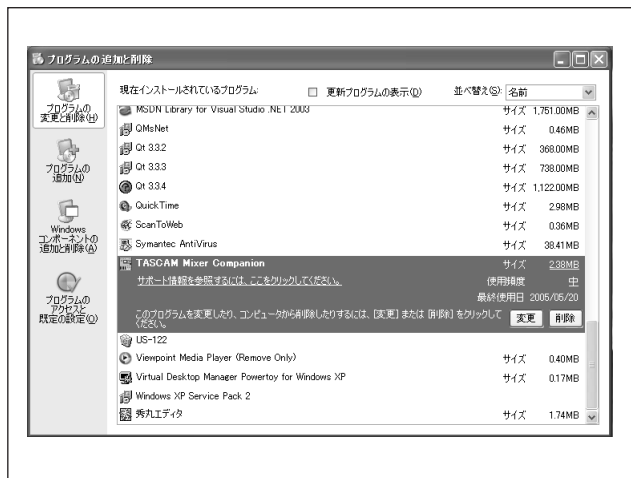 プログラムの追加と削除
プログラムの
変更と削除(H)
プログラムの
追加(N)
Windows
コンポーネントの
追加と削除(A)
プログラムの
アクセスと
既定の設定(O)
現在インストールされているプログラム:
更新プログラムの表示(D)
並べ替え(S):
名前
MSDN Library for Visual Studio .NET 2003 サイズ 1,751.00MB
QMsNet サイズ 0.46MB
Qt 3.3.2 サイズ 368.00MB
Qt 3.3.3 サイズ 738.00MB
Qt 3.3.4 サイズ 1,122.00MB
QuickTime サイズ 2.98MB
ScanToWeb サイズ 0.36MB
Symantec AntiVirus サイズ 38.41MB
TASCAM Mixer Companion サイズ 2.38MB
サポート情報を参照するには、ここをクリックしてください。 使用頻度 中
最終使用日 2005/05/20
このプログラムを変更したり、コンピュータから削除したりするには、[変更] または [削除] をクリックして
ください。
変更 削除
US-122
Viewpoint Media Player (Remove Only) サイズ 0.40MB
Virtual Desktop Manager Powertoy for Windows XP サイズ 0.17MB
Windows XP Service Pack 2
秀丸エディタ サイズ 1.74MB